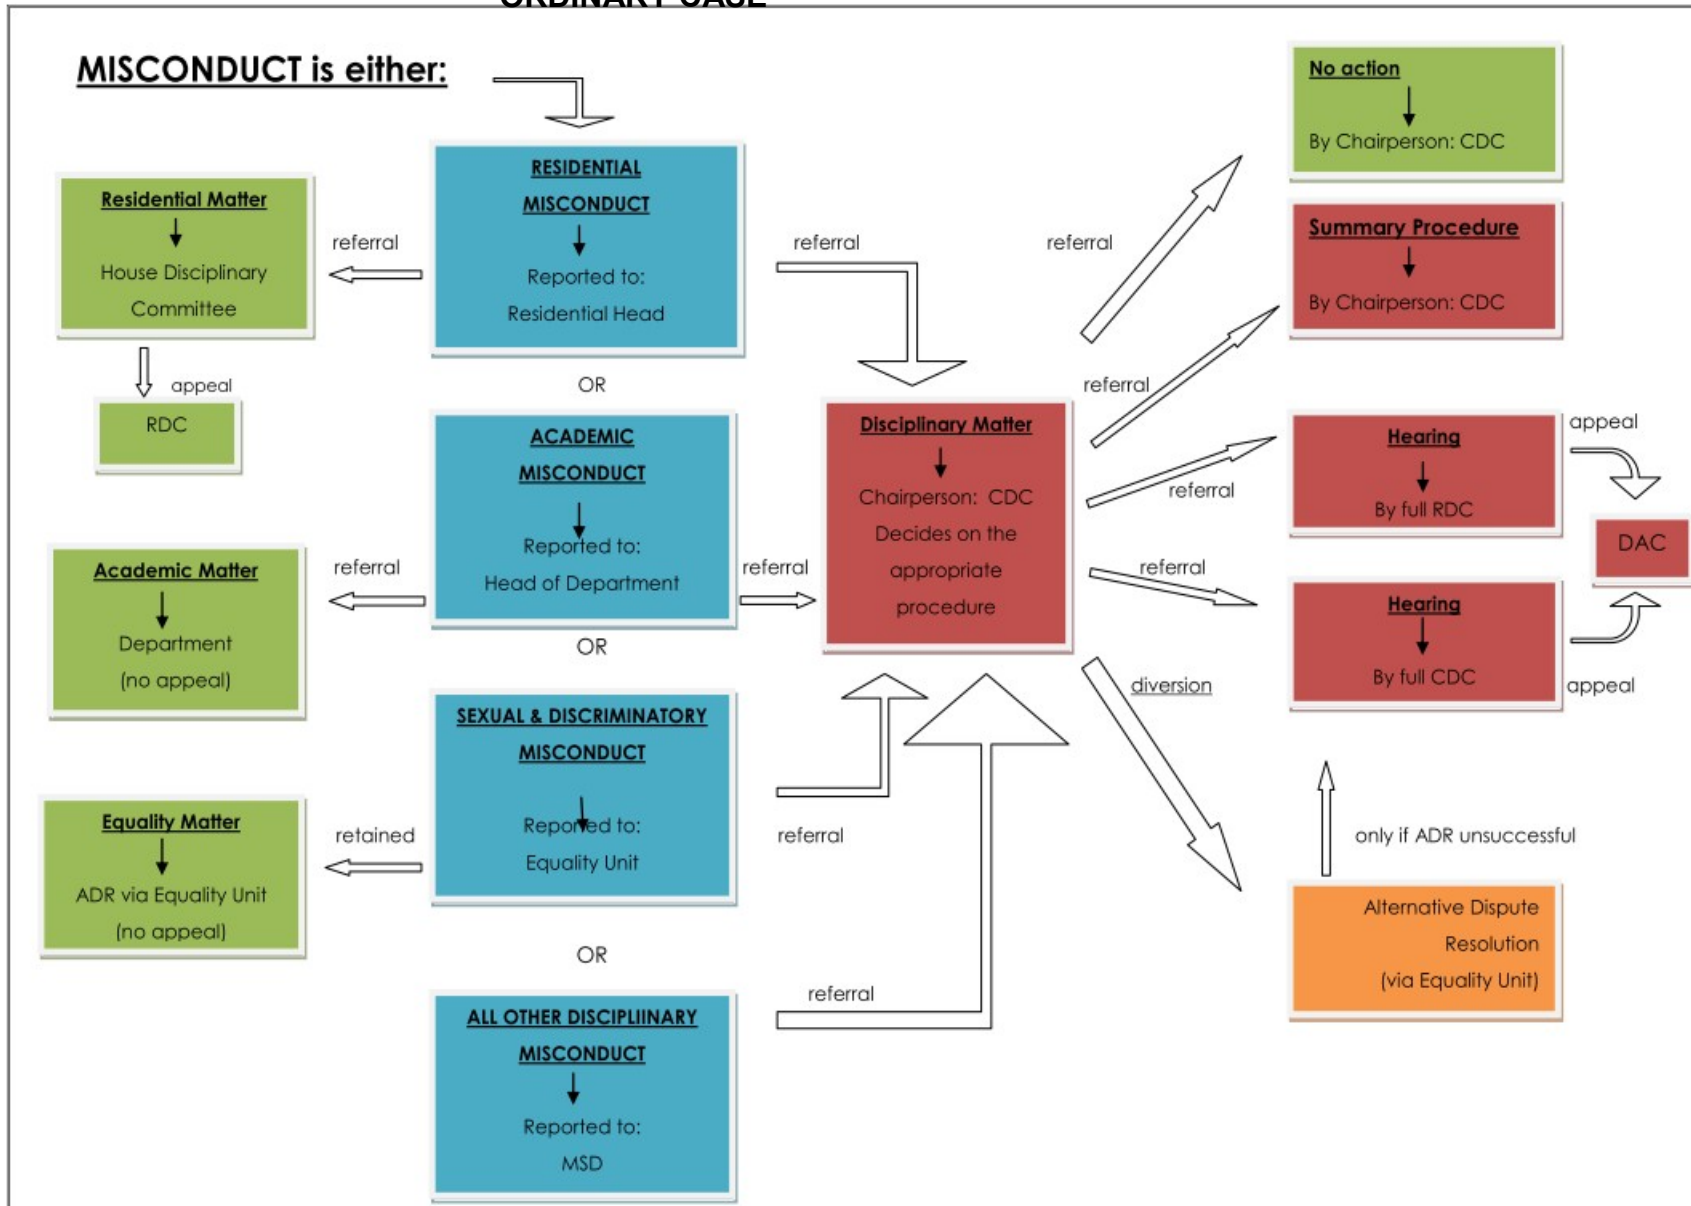 ORDINARY CASE
MISCONDUCT is either:
Residential Matter
House Disciplinary
Committee
referral
appeal
RDC
RESIDENTIAL
MISCONDUCT
Reported to:
Residential Head
referral
OR
Academic Matter
Department
(no appeal)
referral
ACADEMIC
MISCONDUCT
Reported to:
Head of Department
referral
OR
Equality Matter
ADR via Equality Unit
(no appeal)
retained
SEXUAL & DISCRIMINATORY
MISCONDUCT
Reported to:
Equality Unit
referral
OR
ALL OTHER DISCIPLIINARY
MISCONDUCT
Reported to:
MSD
referral
Disciplinary Matter
Chairperson: CDC
Decides on the
appropriate
procedure
referral
No action
By Chairperson: CDC
referral
Summary Procedure
By Chairperson: CDC
referral
Hearing
By full RDC
appeal
DAC
referral
Hearing
By full CDC
appeal
diversion
only if ADR unsuccessful
Alternative Dispute
Resolution
(via Equality Unit)